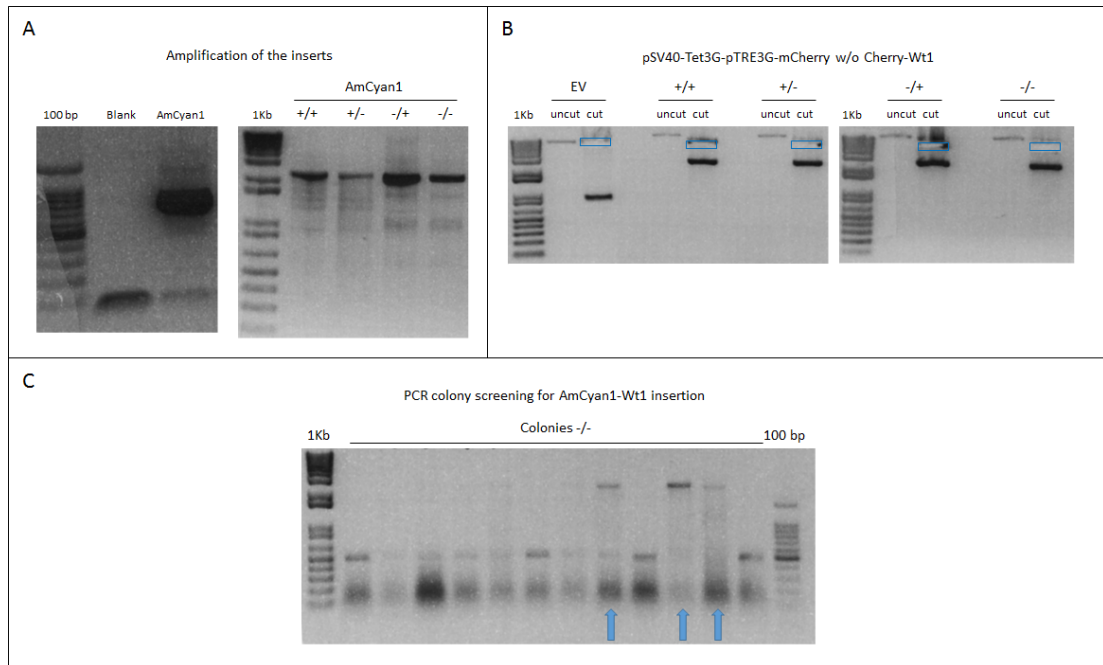 A
Amplification of the inserts
100 bp Blank AmCyan1
AmCyan1
1Kb +/+ +/- -/+ -/-
B
pSV40-Tet3G-pTRE3G-mCherry w/o Cherry-Wt1
EV +/+ +/- -/+ -/-
1Kb uncut cut uncut cut uncut cut 1Kb uncut cut uncut cut
C
PCR colony screening for AmCyan1-Wt1 insertion
Colonies -/-
1Kb 100 bp